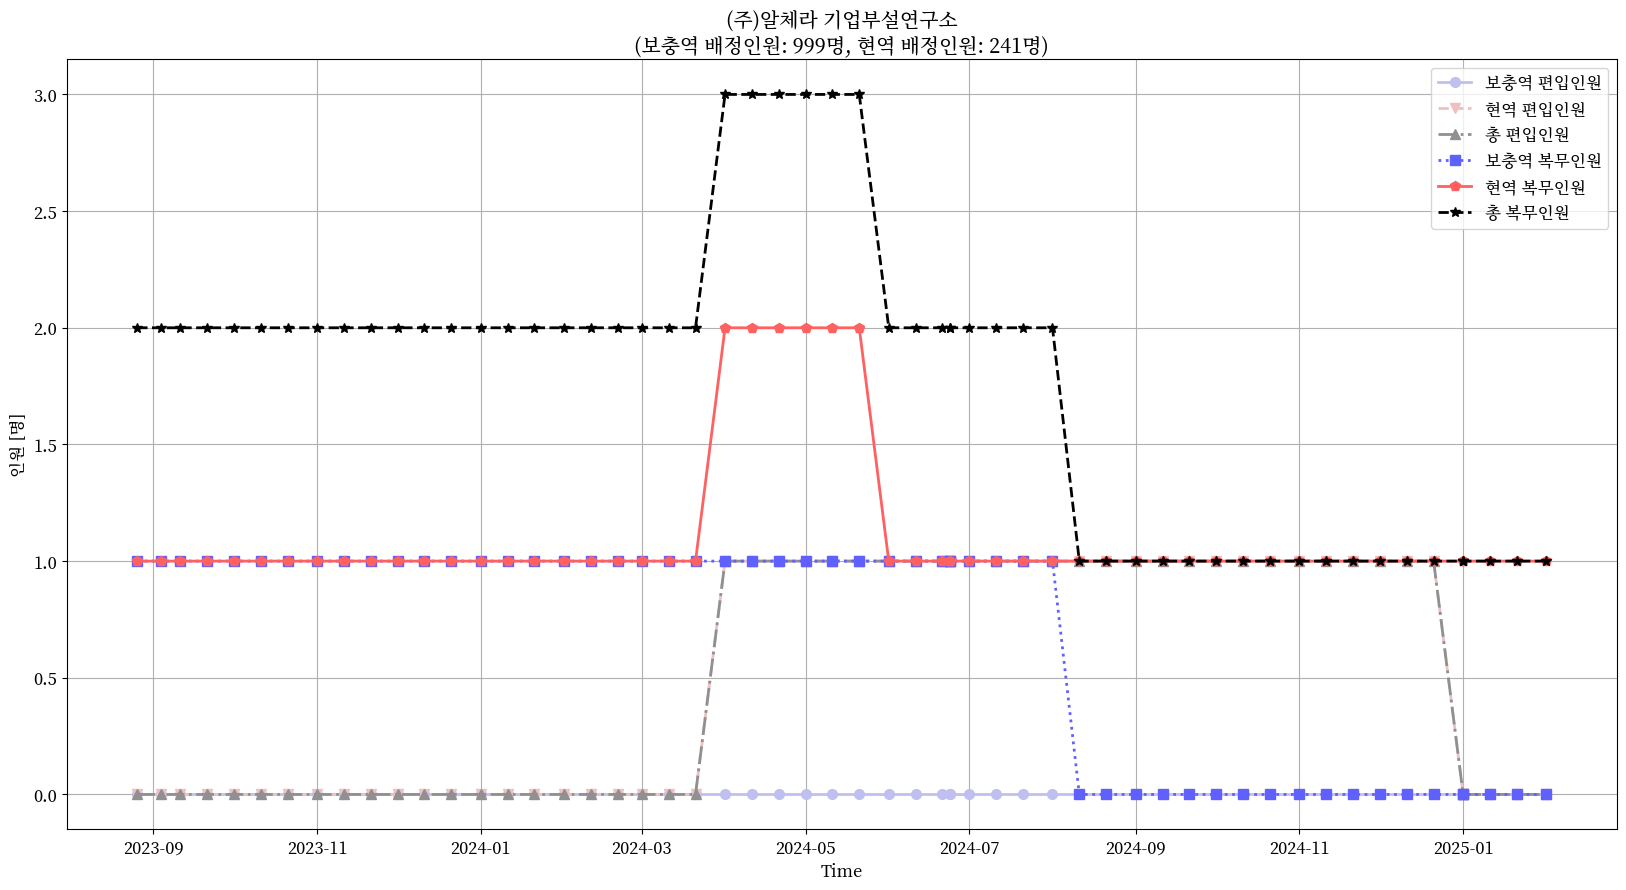 (주)알체라 기업부설연구소
(보충역 배정인원: 999명, 현역 배정인원: 241명)
보충역 편입인원
현역 편입인원
총 편입인원
보충역 복무인원
현역 복무인원
총 복무인원
인원 [명]
3.0
2.5
2.0
1.5
1.0
0.5
0.0
2023-09 2023-11 2024-01 2024-03 2024-05 2024-07 2024-09 2024-11 2025-01
Time